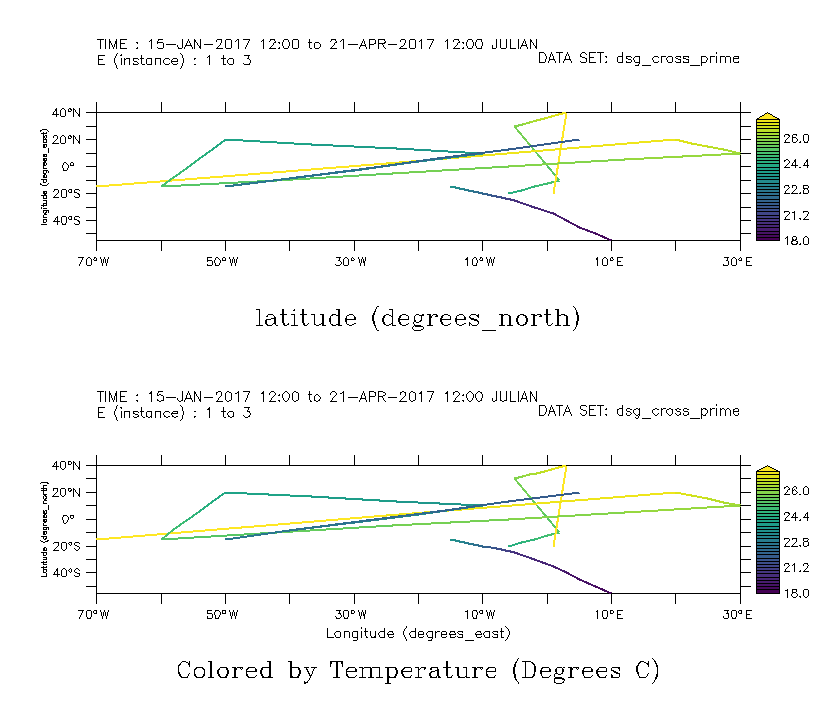 TIME : 15-JAN-2017 12:00 to 21-APR-2017 12:00 JULIAN
E (instance) : 1 to 3
DATA SET: dsg_cross_prime
40°N
20°N
0°
20°S
40°S
longitude (degrees_east)
70°W 50°W 30°W 10°W 10°E 30°E
26.0
24.4
22.8
21.2
18.0
latitude (degrees_north)
TIME : 15-JAN-2017 12:00 to 21-APR-2017 12:00 JULIAN
E (instance) : 1 to 3
DATA SET: dsg_cross_prime
40°N
20°N
0°
20°S
40°S
Latitude (degrees_north)
70°W 50°W 30°W 10°W 10°E 30°E
26.0
24.4
22.8
21.2
18.0
Longitude (degrees_east)
Colored by Temperature (Degrees C)